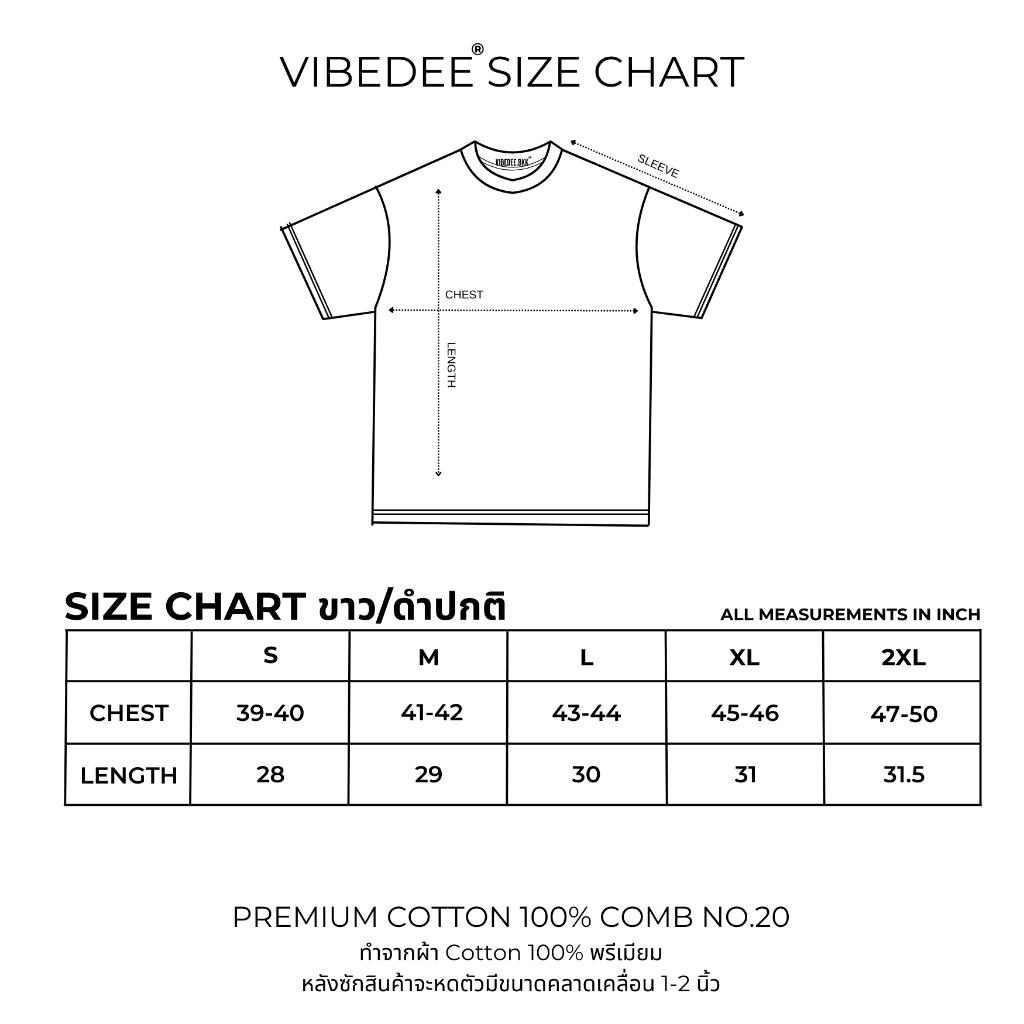 VIBEDEE® SIZE CHART
VIBEDEE.BKK
SLEEVE
CHEST
LENGTH
SIZE CHART ขาว/ดำปกติ
ALL MEASUREMENTS IN INCH
S M L XL 2XL
CHEST 39-40 41-42 43-44 45-46 47-50
LENGTH 28 29 30 31 31.5
PREMIUM COTTON 100% COMB NO.20
ทำจากผ้า Cotton 100% พรีเมียม
หลังซักสินค้าจะหดตัวมีขนาดคลาดเคลื่อน 1-2 นิ้ว